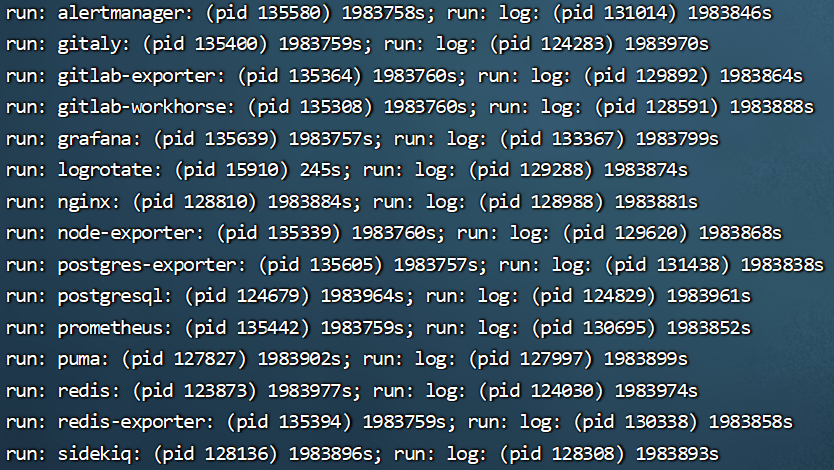 run: alertmanager: (pid 135580) 1983758s; run: log: (pid 131014) 1983846s
run: gitaly: (pid 135400) 1983759s; run: log: (pid 124283) 1983970s
run: gitlab-exporter: (pid 135364) 1983760s; run: log: (pid 129892) 1983864s
run: gitlab-workhorse: (pid 135308) 1983760s; run: log: (pid 128591) 1983888s
run: grafana: (pid 135639) 1983757s; run: log: (pid 133367) 1983799s
run: logrotate: (pid 15910) 245s; run: log: (pid 129288) 1983874s
run: nginx: (pid 128810) 1983884s; run: log: (pid 128988) 1983881s
run: node-exporter: (pid 135339) 1983760s; run: log: (pid 129620) 1983868s
run: postgres-exporter: (pid 135605) 1983757s; run: log: (pid 131438) 1983838s
run: postgresql: (pid 124679) 1983964s; run: log: (pid 124829) 1983961s
run: prometheus: (pid 135442) 1983759s; run: log: (pid 130695) 1983852s
run: puma: (pid 127827) 1983902s; run: log: (pid 127997) 1983899s
run: redis: (pid 123873) 1983977s; run: log: (pid 124030) 1983974s
run: redis-exporter: (pid 135394) 1983759s; run: log: (pid 130338) 1983858s
run: sidekiq: (pid 128136) 1983896s; run: log: (pid 128308) 1983893s